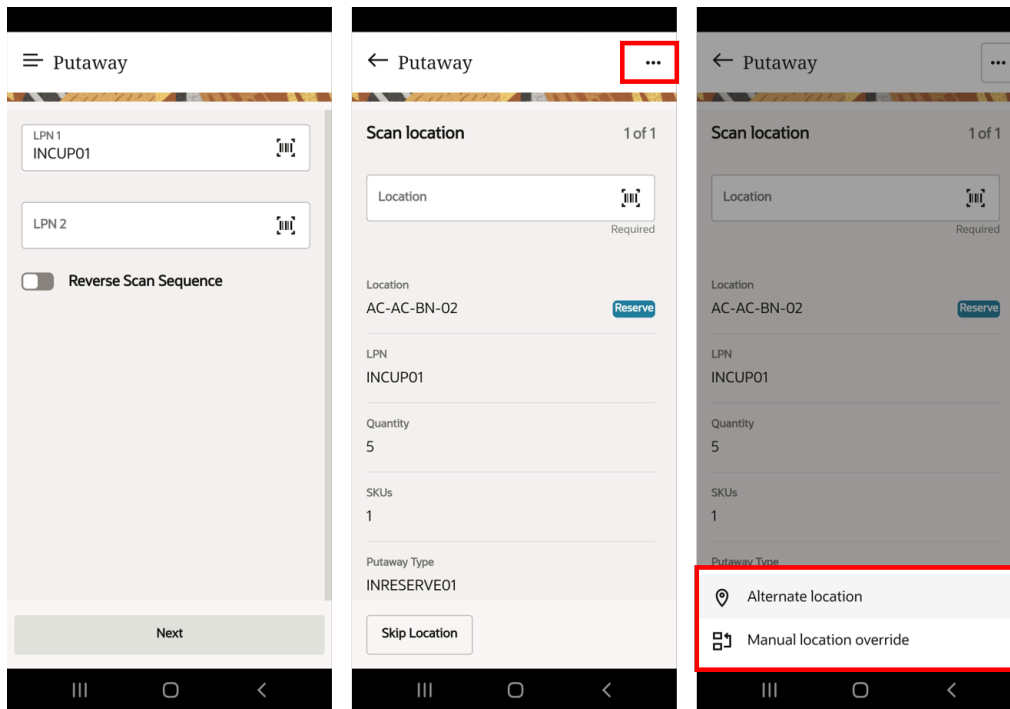 Putaway
LPN 1
INCUP01
LPN 2
Reverse Scan Sequence
Next
Putaway
Scan location
1 of 1
Location
Required
Location
AC-AC-BN-02
Reserve
LPN
INCUP01
Quantity
5
SKUs
1
Putaway Type
INRESERVE01
Skip Location
Putaway
Scan location
1 of 1
Location
Required
Location
AC-AC-BN-02
Reserve
LPN
INCUP01
Quantity
5
SKUs
1
Putaway Type
Alternate location
Manual location override